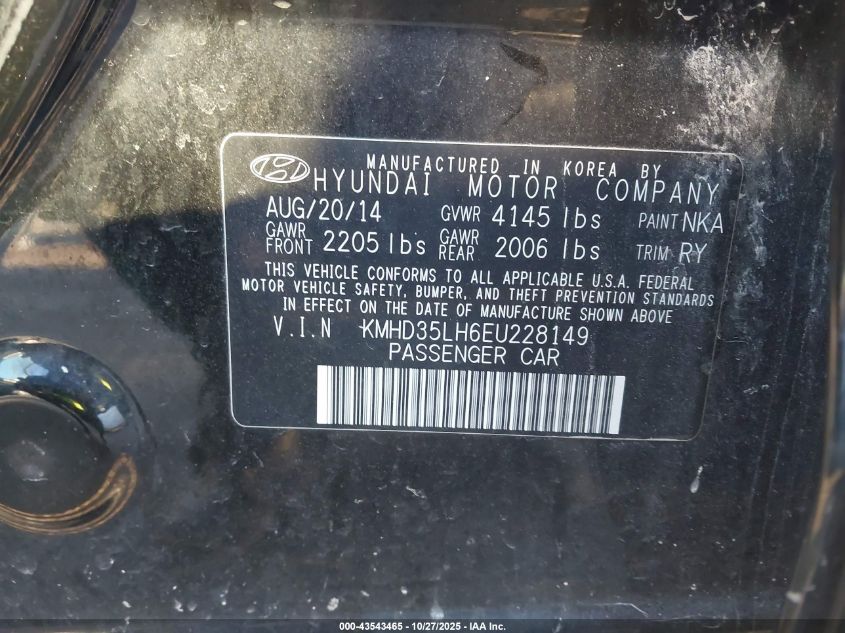 MANUFACTURED IN KOREA BY
HYUNDAI MOTOR COMPANY
AUG/20/14 GVWR 4145 lbs PAINT NKA
GAWR FRONT 2205 lbs GAWR REAR 2006 lbs TRIM RY
THIS VEHICLE CONFORMS TO ALL APPLICABLE U.S.A. FEDERAL
MOTOR VEHICLE SAFETY, BUMPER, AND THEFT PREVENTION STANDARDS
IN EFFECT ON THE DATE OF MANUFACTURE SHOWN ABOVE
V.I.N KMHD35LH6EU228149
PASSENGER CAR
000-43543465 - 10/27/2025 - IAA Inc.